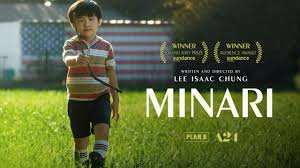 WINNER
GRAND JURY PRIZE
sundance
WINNER
AUDIENCE AWARD
sundance
WRITTEN AND DIRECTED BY
LEE ISAAC CHUNG
MINARI
PLAN B
A24